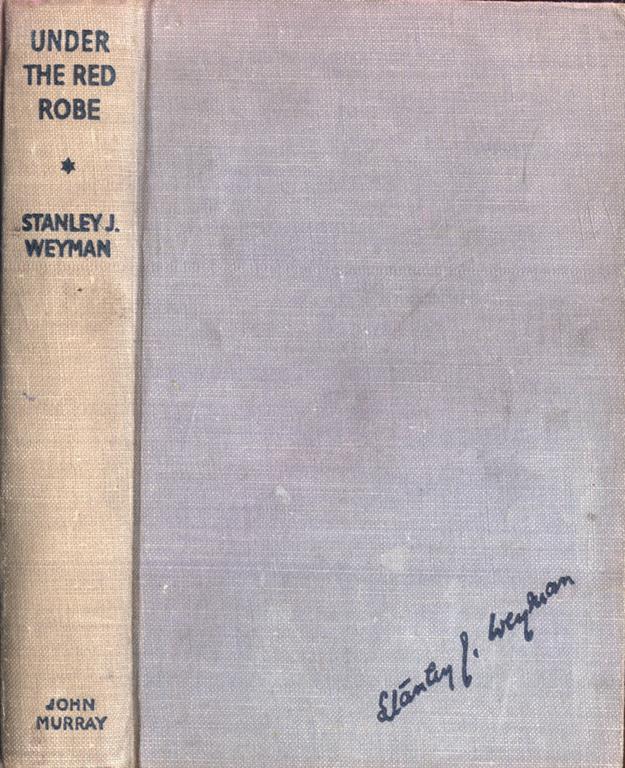 UNDER
THE RED
ROBE
STANLEY J.
WEYMAN
JOHN
MURRAY
Stanley J. Weyman